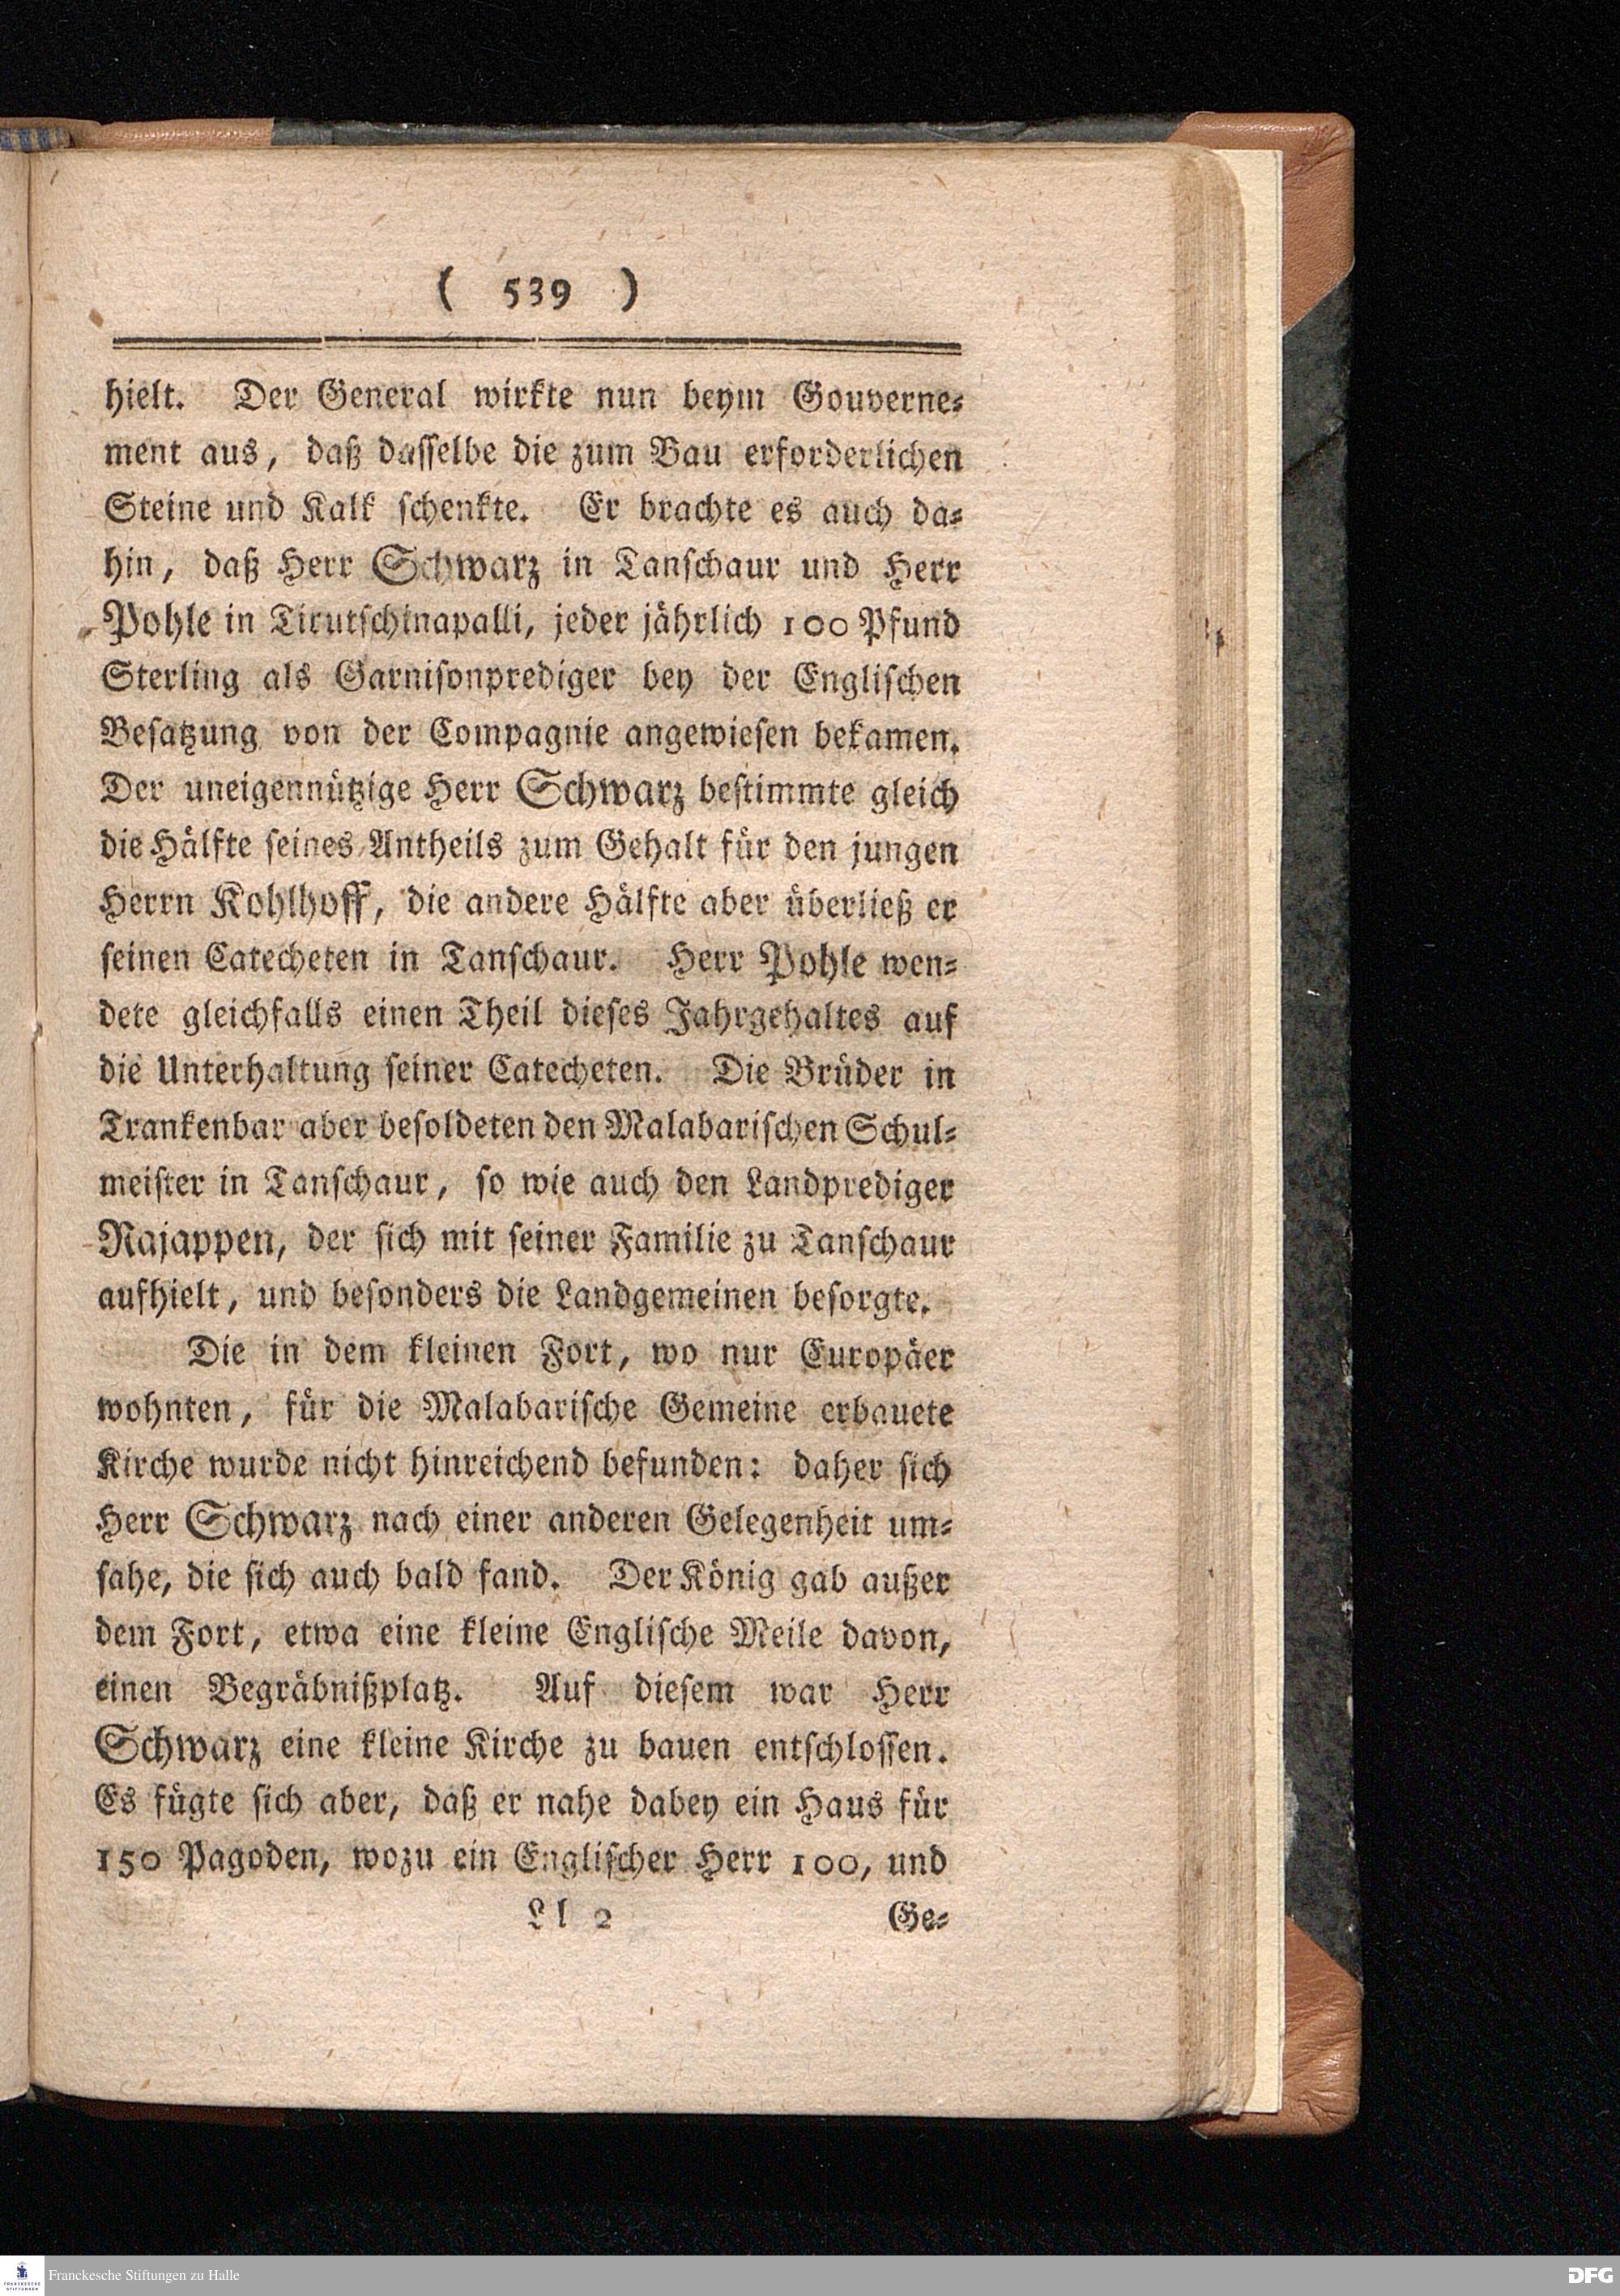 ( 539 )
hielt. Der General wirkte nun beym Gouverne-
ment aus, daß dasselbe die zum Bau erforderlichen
Steine und Kalk schenkte. Er brachte es auch da-
hin, daß Herr Schwarz in Tanschaur und Herr
Pohle in Tirutschinapalli, jeder jährlich 100 Pfund
Sterling als Garnisonprediger bey der Englischen
Besatzung von der Compagnie angewiesen bekamen.
Der uneigennützige Herr Schwarz bestimmte gleich
die Hälfte seines Antheils zum Gehalt für den jungen
Herrn Kohlhoff, die andere Hälfte aber überließ er
seinen Catecheten in Tanschaur. Herr Pohle wen-
dete gleichfalls einen Theil dieses Jahrgehaltes auf
die Unterhaltung seiner Catecheten. Die Brüder in
Trankenbar aber besoldeten den Malabarischen Schul-
meister in Tanschaur, so wie auch den Landprediger
Rajappen, der sich mit seiner Familie zu Tanschaur
aufhielt, und besonders die Landgemeinen besorgte.
Die in dem kleinen Fort, wo nur Europäer
wohnten, für die Malabarische Gemeine erbauete
Kirche wurde nicht hinreichend befunden: daher sich
Herr Schwarz nach einer anderen Gelegenheit um-
sahe, die sich auch bald fand. Der König gab außer
dem Fort, etwa eine kleine Englische Meile davon,
einen Begräbnißplatz. Auf diesem war Herr
Schwarz eine kleine Kirche zu bauen entschlossen.
Es fügte sich aber, daß er nahe dabey ein Haus für
150 Pagoden, wozu ein Englischer Herr 100, und
Ll 2 Ge-
FRANCKESCHE
STIFTUNGEN
Franckesche Stiftungen zu Halle
DFG